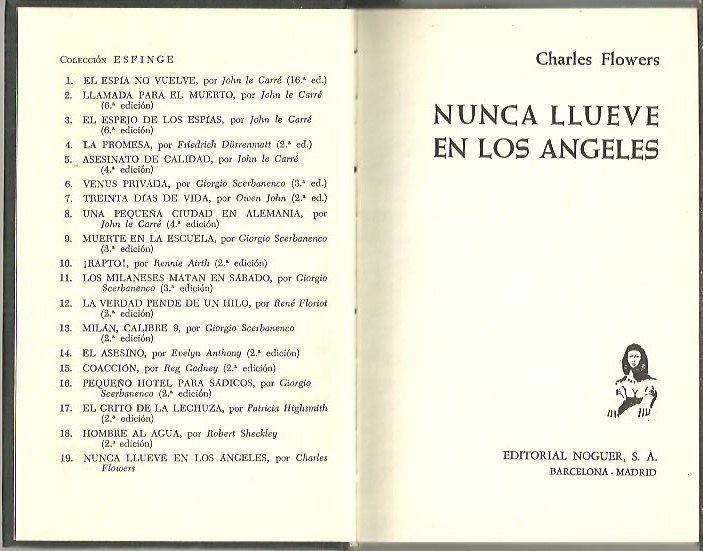 COLECCIÓN ESFINGE
1. EL ESPÍA NO VUELVE, por John le Carré (16.ª ed.)
2. LLAMADA PARA EL MUERTO, por John le Carré
(6.ª edición)
3. EL ESPEJO DE LOS ESPÍAS, por John le Carré
(6.ª edición)
4. LA PROMESA, por Friedrich Dürrenmatt (2.ª ed.)
5. ASESINATO DE CALIDAD, por John le Carré
(4.ª edición)
6. VENUS PRIVADA, por Giorgio Scerbanenco (3.ª ed.)
7. TREINTA DÍAS DE VIDA, por Owen John (2.ª ed.)
8. UNA PEQUEÑA CIUDAD EN ALEMANIA, por
John le Carré (4.ª edición)
9. MUERTE EN LA ESCUELA, por Giorgio Scerbanenco
(3.ª edición)
10. ¡RAPTO!, por Rennie Airth (2.ª edición)
11. LOS MILANESES MATAN EN SÁBADO, por Giorgio
Scerbanenco (3.ª edición)
12. LA VERDAD PENDE DE UN HILO, por René Floriot
(2.ª edición)
13. MILÁN, CALIBRE 9, por Giorgio Scerbanenco
(2.ª edición)
14. EL ASESINO, por Evelyn Anthony (2.ª edición)
15. COACCIÓN, por Reg Gadney (2.ª edición)
16. PEQUEÑO HOTEL PARA SÁDICOS, por Giorgio
Scerbanenco (2.ª edición)
17. EL GRITO DE LA LECHUZA, por Patricia Highsmith
(2.ª edición)
18. HOMBRE AL AGUA, por Robert Sheckley
(2.ª edición)
19. NUNCA LLUEVE EN LOS ÁNGELES, por Charles
Flowers
Charles Flowers
NUNCA LLUEVE
EN LOS ANGELES
EDITORIAL NOGUER, S. A.
BARCELONA - MADRID